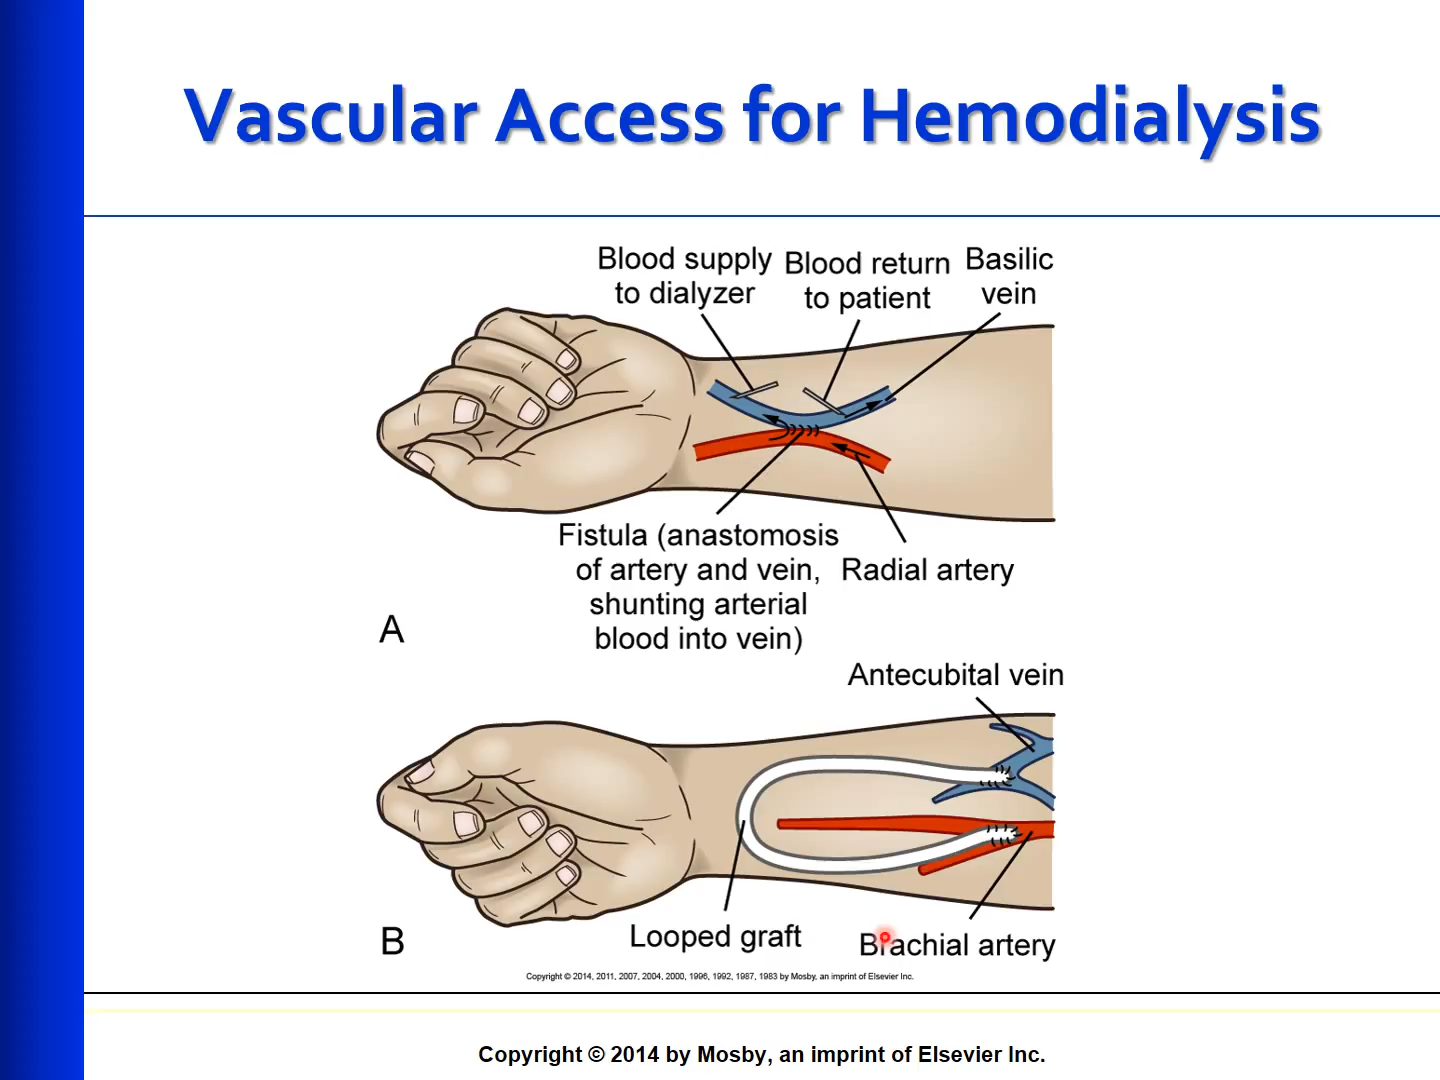 Vascular Access for Hemodialysis
Blood supply
to dialyzer
Blood return
to patient
Basilic
vein
Fistula (anastomosis
of artery and vein,
shunting arterial
blood into vein)
Radial artery
A
Antecubital vein
Looped graft
Brachial artery
B
Copyright © 2014, 2011, 2007, 2004, 2000, 1996, 1992, 1987, 1983 by Mosby, an imprint of Elsevier Inc.
Copyright © 2014 by Mosby, an imprint of Elsevier Inc.